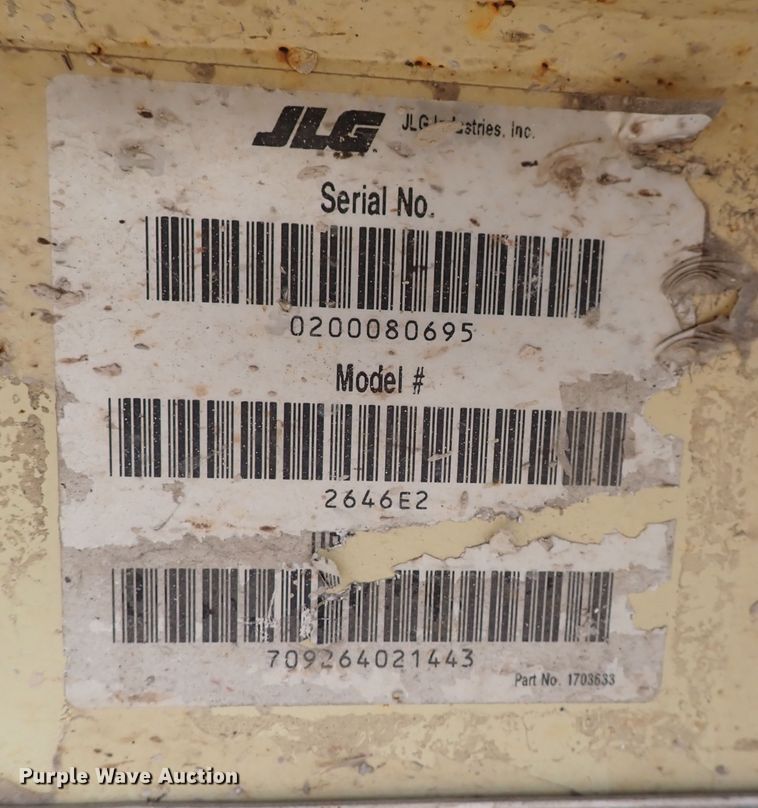 JLG JLG Industries, Inc.
Serial No.
0200080695
Model #
2646E2
709264021443
Part No. 1703633
Purple Wave Auction